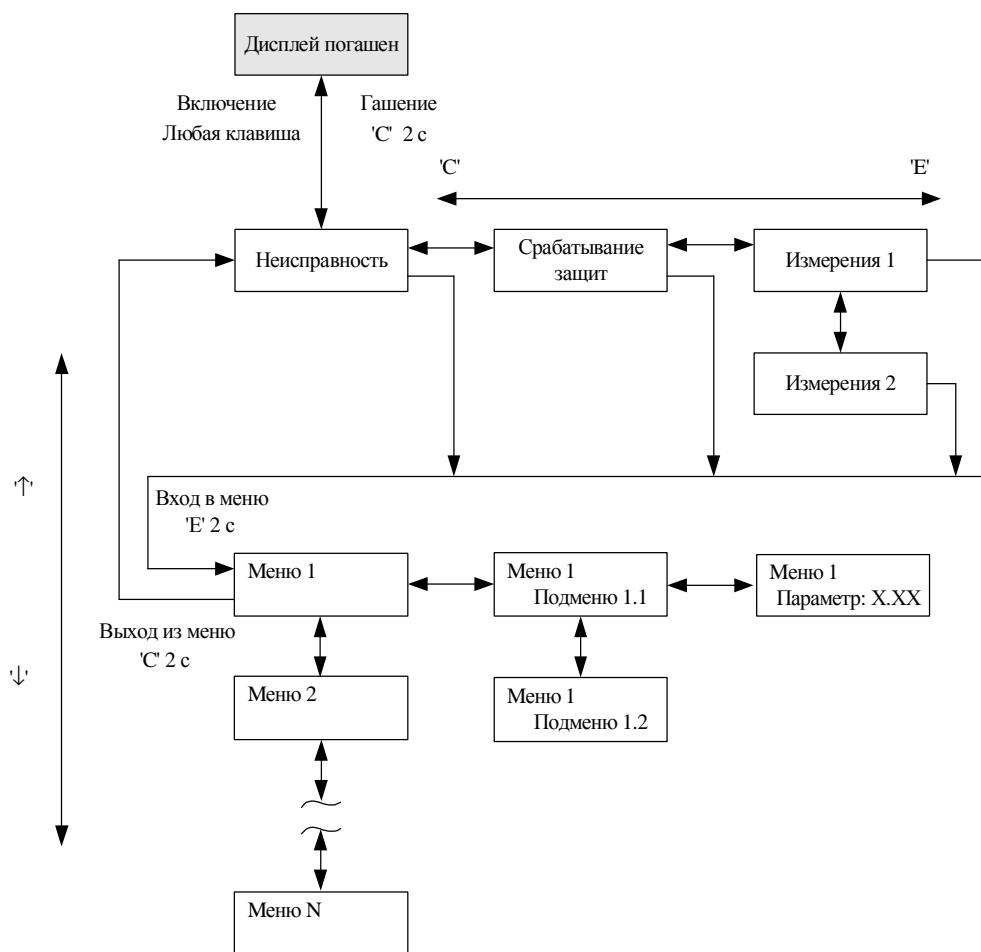 Дисплей погашен
Включение
Любая клавиша
Гашение
'C' 2 с
'C'
'E'
Неисправность
Срабатывание
защит
Измерения 1
Измерения 2
'↑'
Вход в меню
'E' 2 с
Меню 1
Меню 1
Подменю 1.1
Меню 1
Параметр: X.XX
Выход из меню
'C' 2 с
'↓'
Меню 2
Меню 1
Подменю 1.2
Меню N